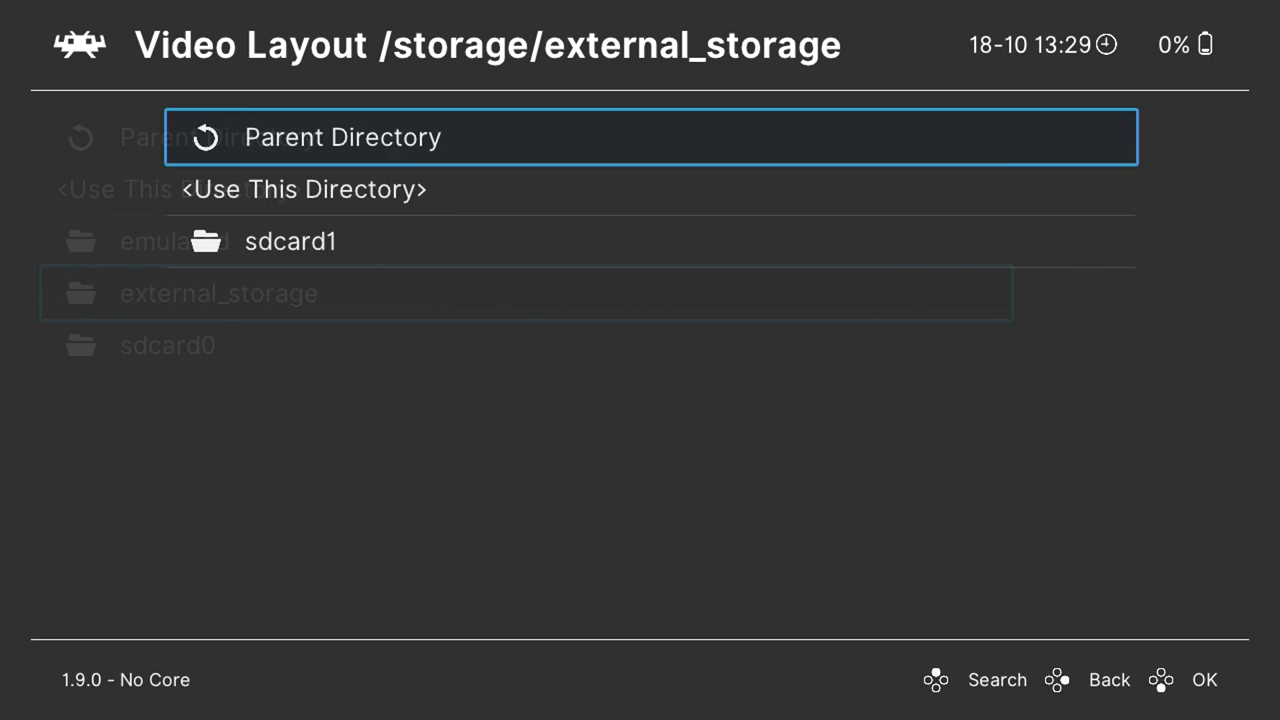 Video Layout /storage/external_storage
18-10 13:29
0%
Parent Directory
<Use This Directory>
sdcard1
external_storage
sdcard0
1.9.0 - No Core
Search
Back
OK